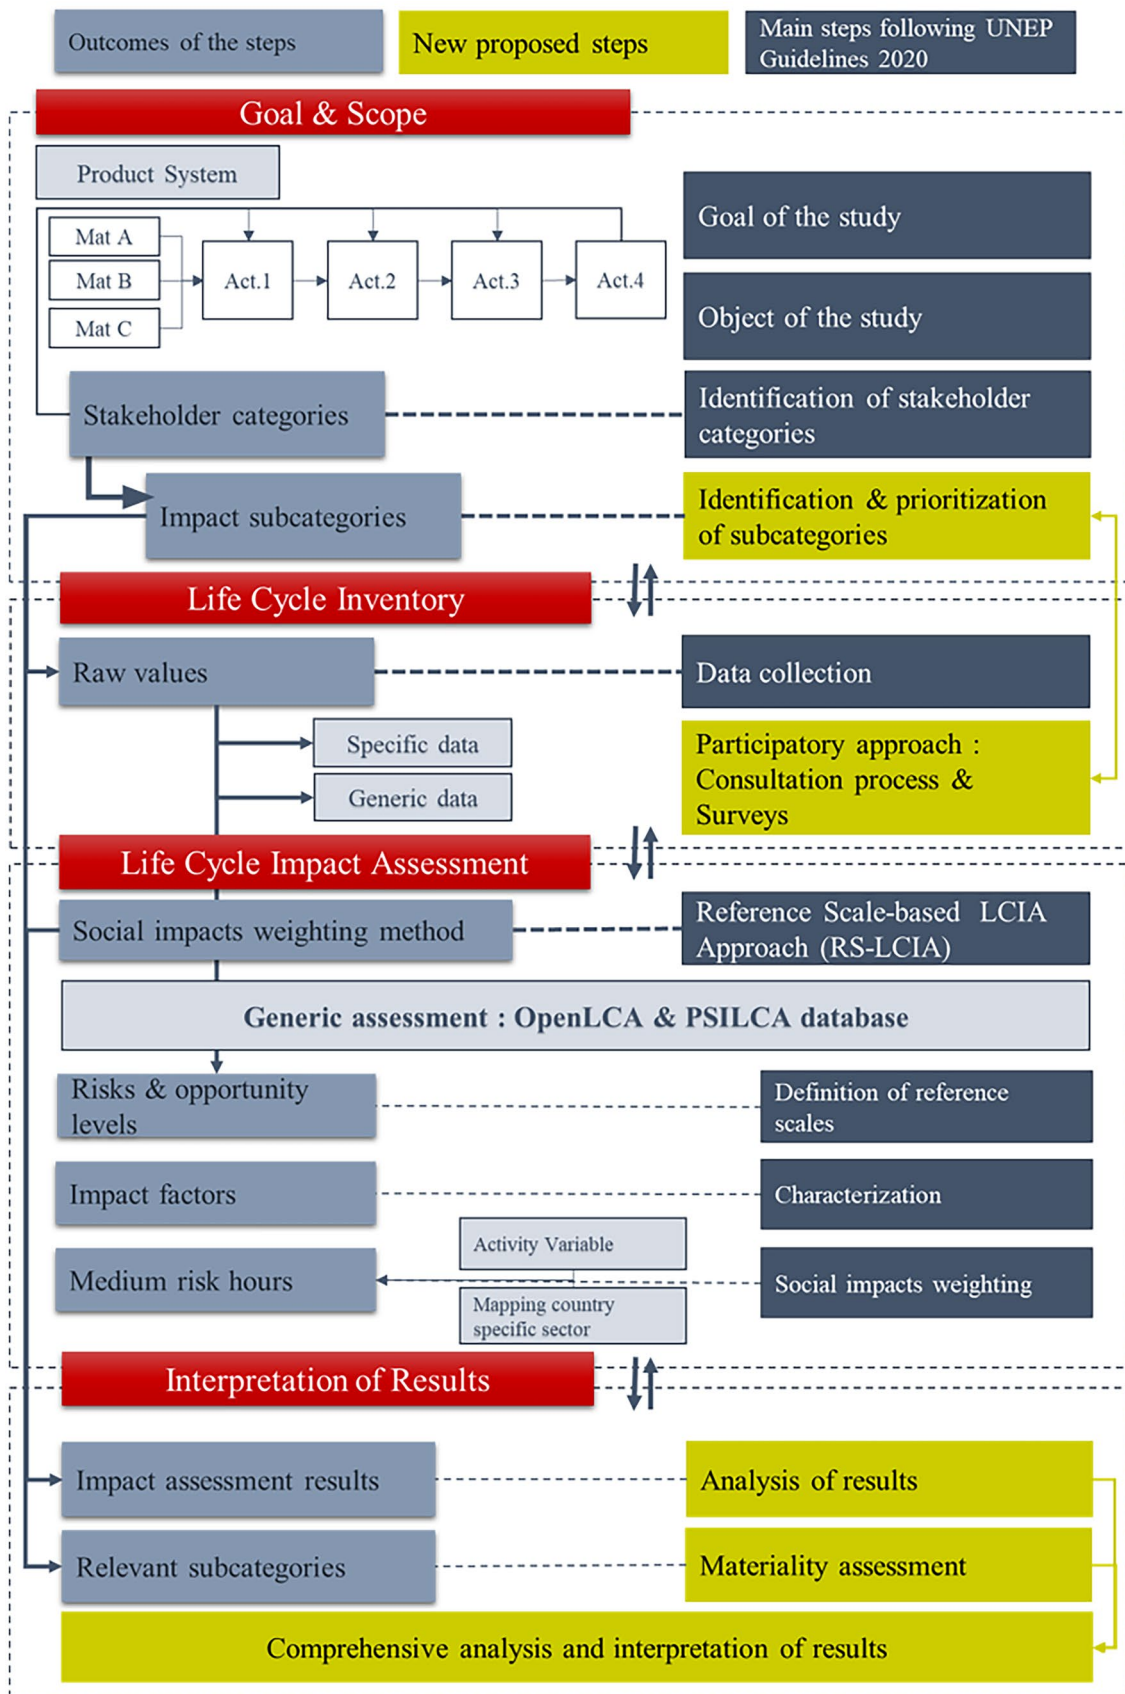 Outcomes of the steps
New proposed steps
Main steps following UNEP
Guidelines 2020
Goal & Scope
Product System
Mat A
Mat B
Mat C
Act.1
Act.2
Act.3
Act.4
Goal of the study
Object of the study
Stakeholder categories
Identification of stakeholder
categories
Impact subcategories
Identification & prioritization
of subcategories
Life Cycle Inventory
Raw values
Data collection
Specific data
Generic data
Participatory approach :
Consultation process &
Surveys
Life Cycle Impact Assessment
Social impacts weighting method
Reference Scale-based LCIA
Approach (RS-LCIA)
Generic assessment : OpenLCA & PSILCA database
Risks & opportunity
levels
Definition of reference
scales
Impact factors
Characterization
Activity Variable
Medium risk hours
Social impacts weighting
Mapping country
specific sector
Interpretation of Results
Impact assessment results
Analysis of results
Relevant subcategories
Materiality assessment
Comprehensive analysis and interpretation of results